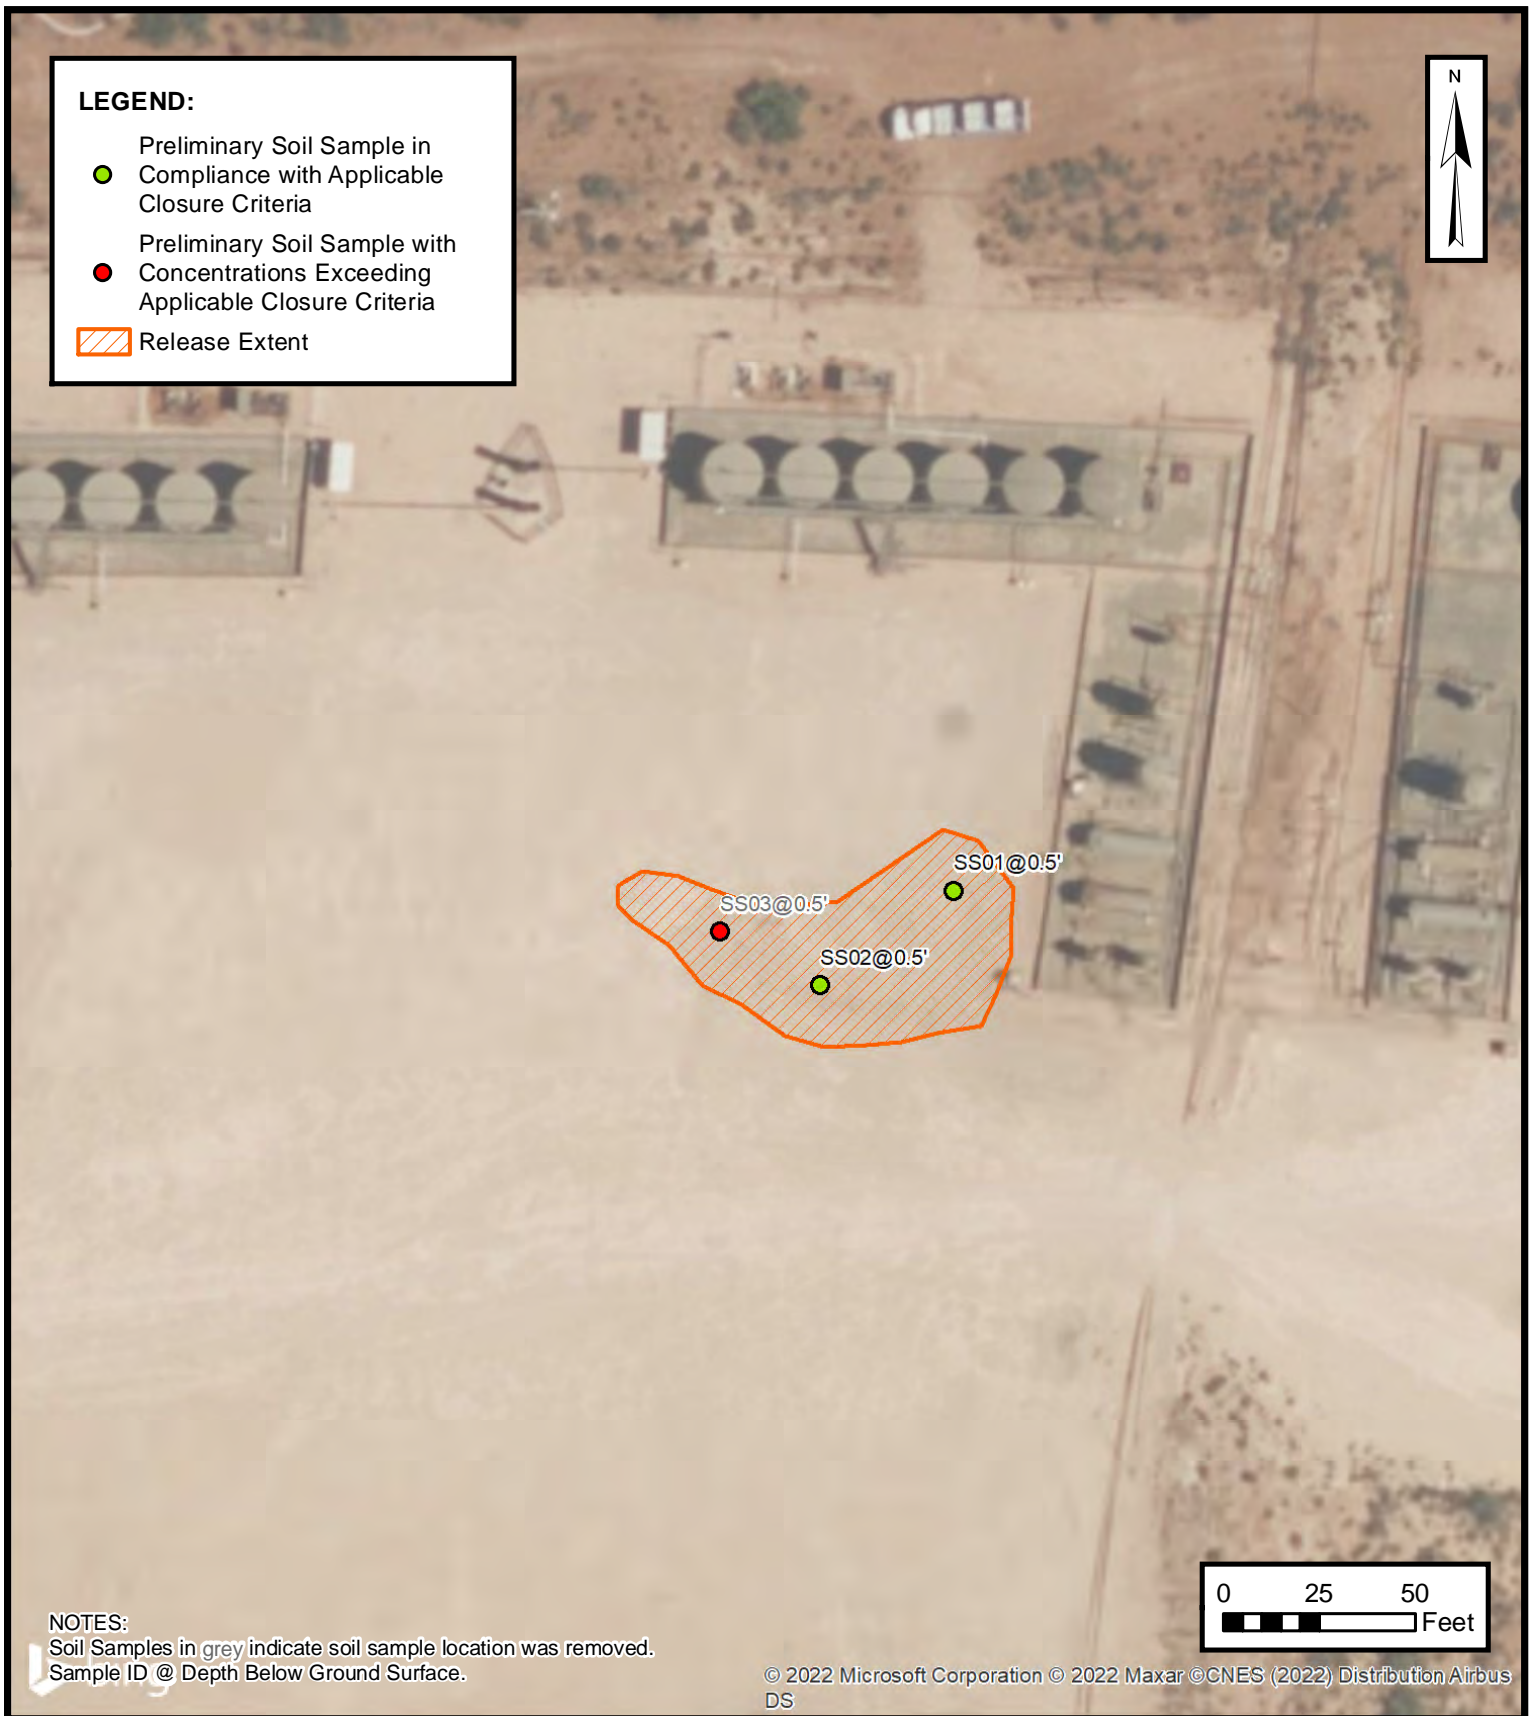 LEGEND:
Preliminary Soil Sample in
Compliance with Applicable
Closure Criteria
Preliminary Soil Sample with
Concentrations Exceeding
Applicable Closure Criteria
Release Extent
N
SS01@0.5'
SS03@0.5'
SS02@0.5'
0 25 50
Feet
NOTES:
Soil Samples in grey indicate soil sample location was removed.
Sample ID @ Depth Below Ground Surface.
© 2022 Microsoft Corporation © 2022 Maxar ©CNES (2022) Distribution Airbus
DS